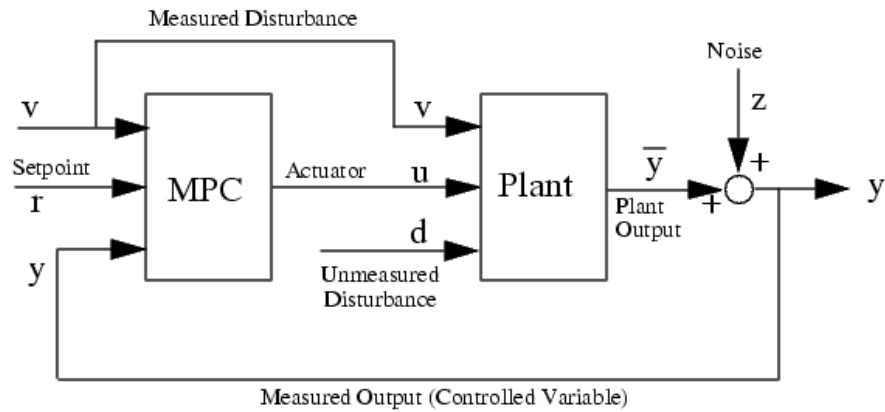 Measured Disturbance
Noise
v
v
z
Setpoint
r
MPC
Actuator
u
Plant
y
+
+
y
Plant
Output
y
d
Unmeasured
Disturbance
Measured Output (Controlled Variable)